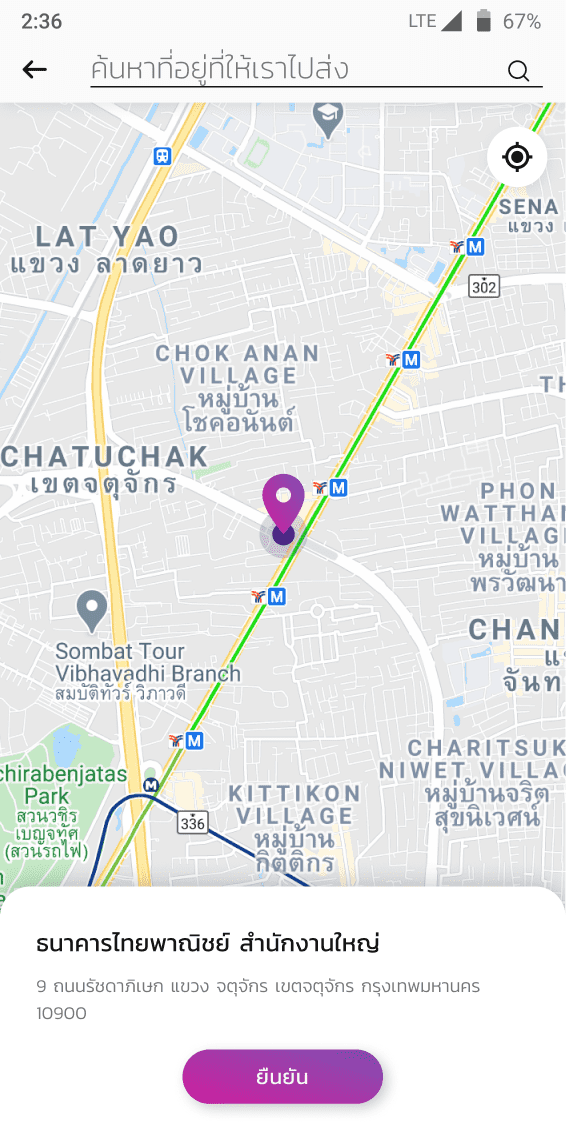 2:36
LTE 67%
ค้นหาที่อยู่ที่ให้เราไปส่ง
SENA
แขวง
LAT YAO
แขวง ลาดยาว
M
302
CHOK ANAN
VILLAGE
หมู่บ้าน
โชคอนันต์
M
TH
CHATUCHAK
เขตจตุจักร
M
PHON
WATTHAN
VILLAG
หมู่บ้าน
พรวัฒนา
M
CHAN
แ
จันท
Sombat Tour
Vibhavadhi Branch
สมบัติทัวร์ วิภาวดี
M
CHARITSUK
NIWET VILLAG
หมู่บ้านจริต
สุขนิเวศน์
chirabenjatas
Park
สวนวชิร
เบญจทัศ
(สวนรถไฟ)
M
KITTIKON
VILLAGE
หมู่บ้าน
กิตติกร
336
ธนาคารไทยพาณิชย์ สำนักงานใหญ่
9 ถนนรัชดาภิเษก แขวง จตุจักร เขตจตุจักร กรุงเทพมหานคร
10900
ยืนยัน